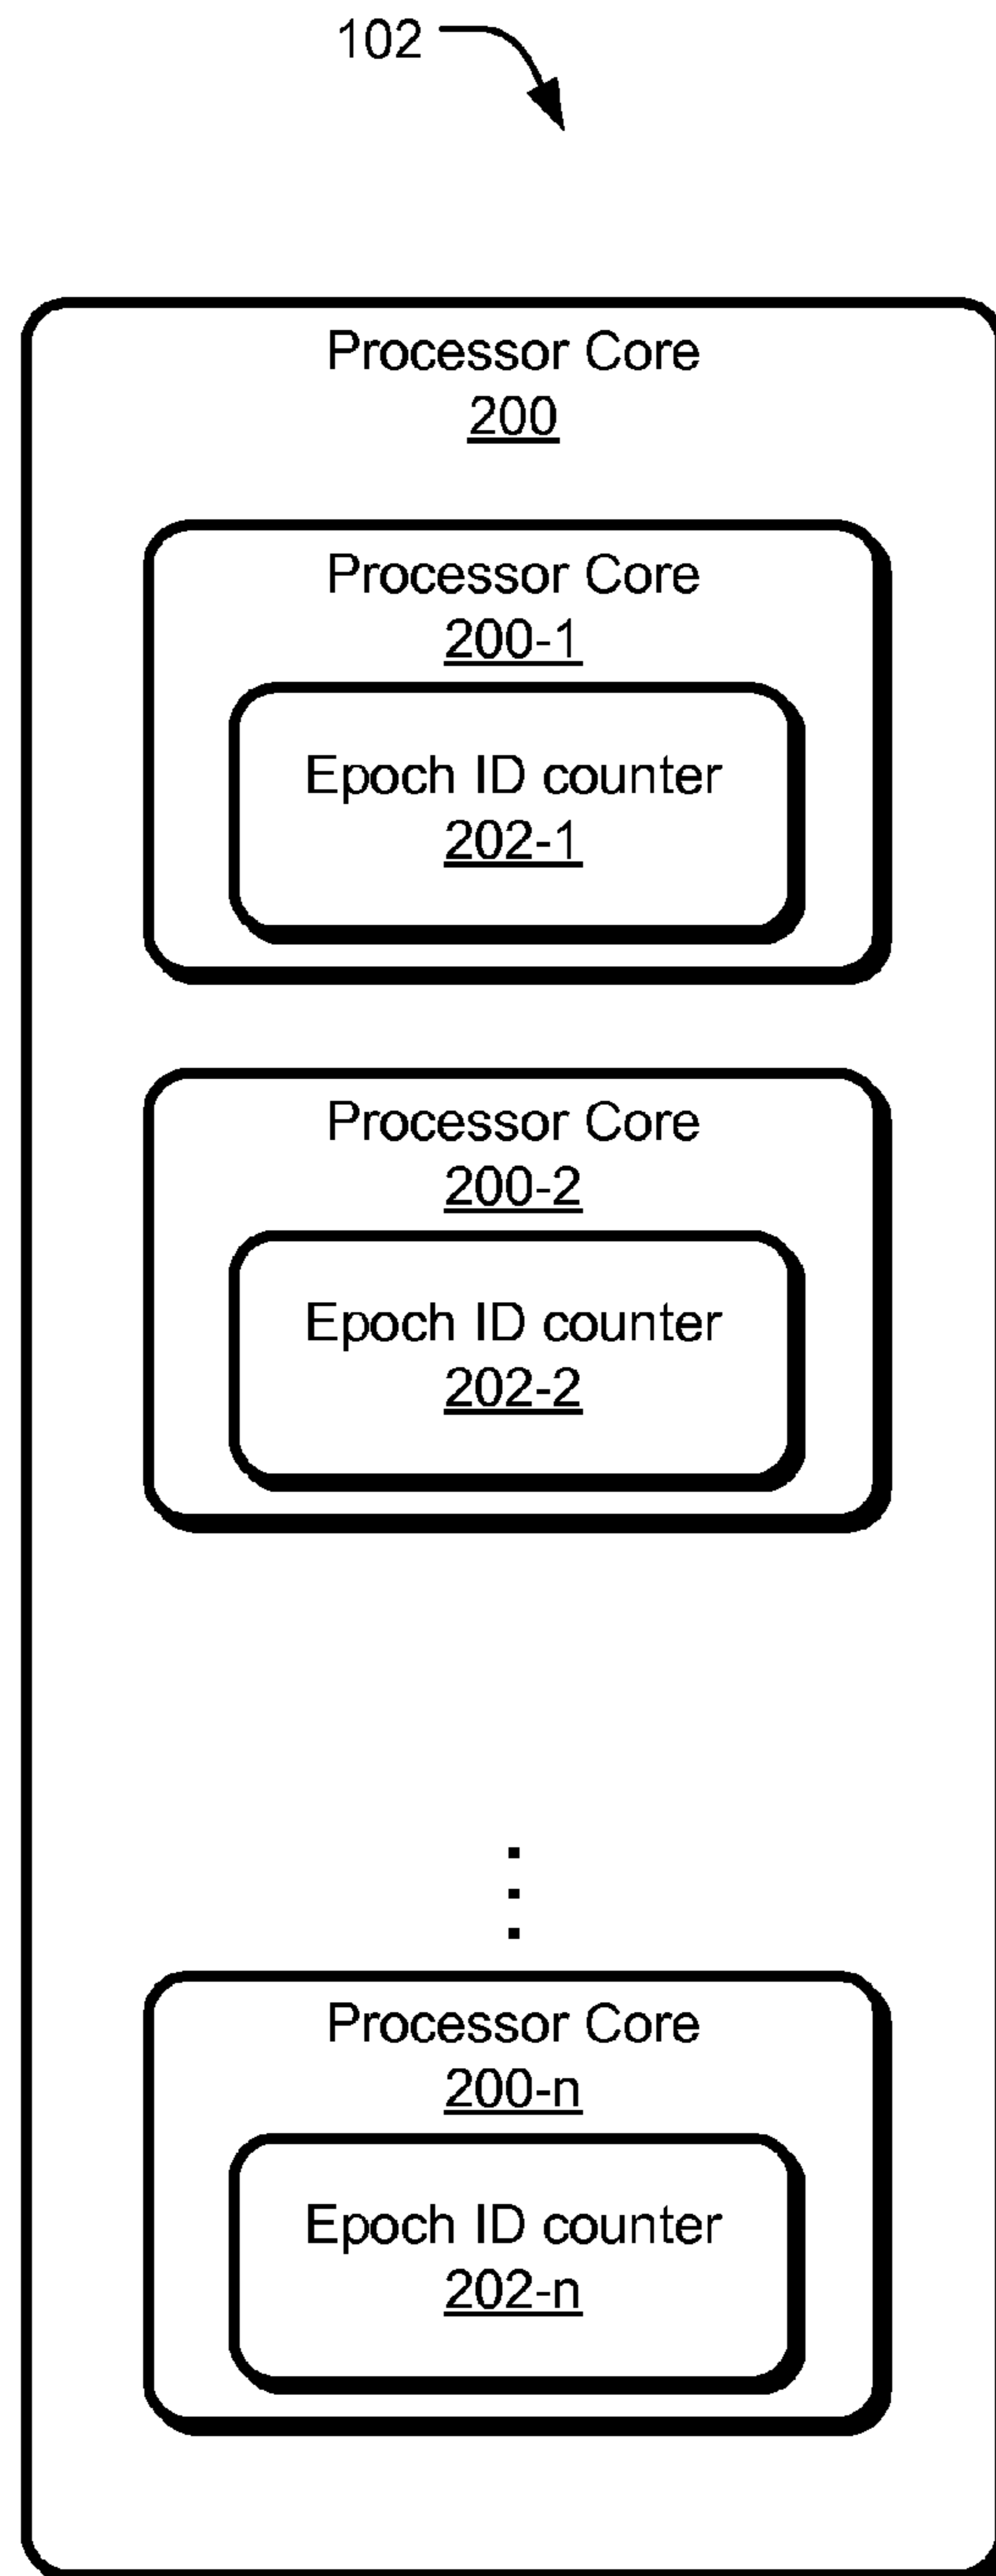 102
Processor Core
200
Processor Core
200-1
Epoch ID counter
202-1
Processor Core
200-2
Epoch ID counter
202-2
Processor Core
200-n
Epoch ID counter
202-n